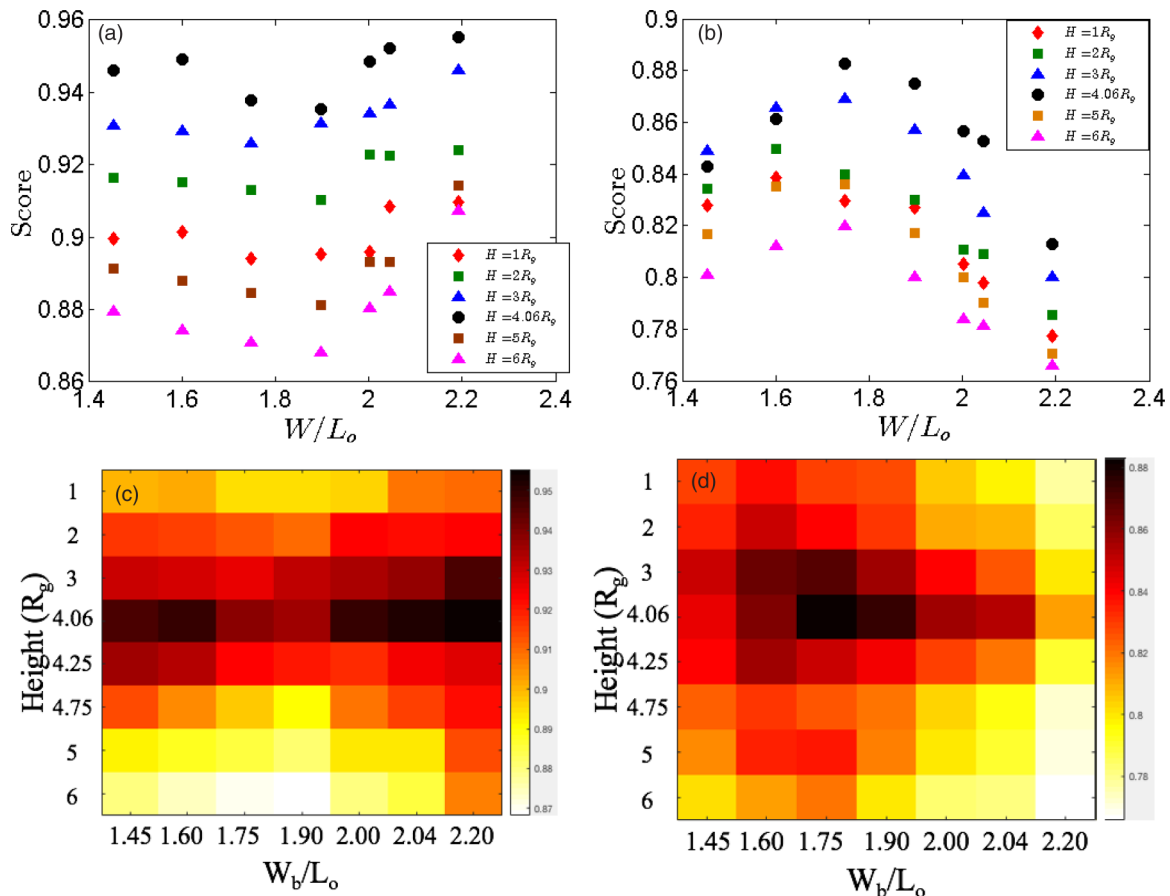 (a)
0.96
0.94
0.92
0.9
0.88
0.86
Score
1.4 1.6 1.8 2 2.2 2.4
W/Lₒ
H =1R_g
H =2R_g
H =3R_g
H =4.06R_g
H =5R_g
H =6R_g
(b)
0.9
0.88
0.86
0.84
0.82
0.8
0.78
0.76
Score
1.4 1.6 1.8 2 2.2 2.4
W/Lₒ
H =1R_g
H =2R_g
H =3R_g
H =4.06R_g
H =5R_g
H =6R_g
(c)
Height (R_g)
1
2
3
4.06
4.25
4.75
5
6
1.45 1.60 1.75 1.90 2.00 2.04 2.20
W_b/Lₒ
0.95
0.94
0.93
0.92
0.91
0.9
0.89
0.88
0.87
(d)
Height (R_g)
1
2
3
4.06
4.25
4.75
5
6
1.45 1.60 1.75 1.90 2.00 2.04 2.20
W_b/Lₒ
0.88
0.86
0.84
0.82
0.8
0.78